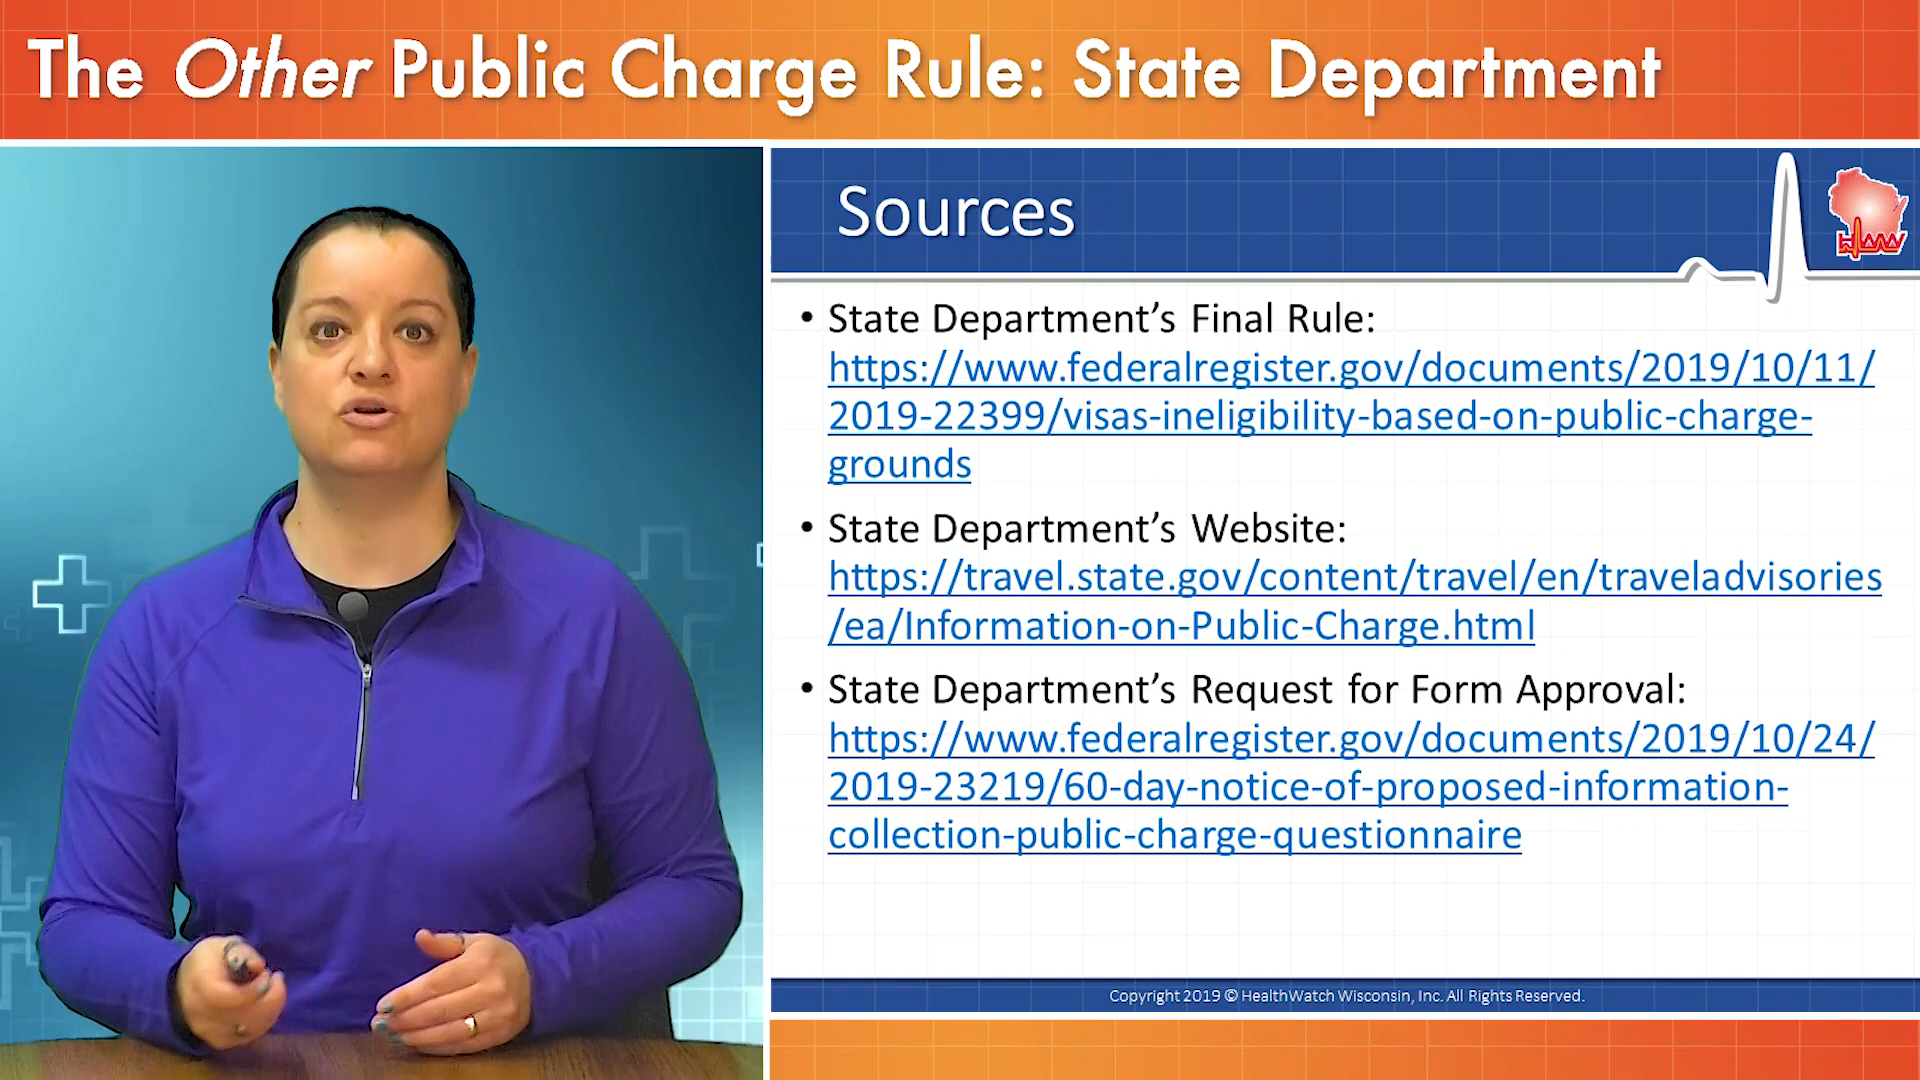 The Other Public Charge Rule: State Department
Sources
• State Department’s Final Rule:
https://www.federalregister.gov/documents/2019/10/11/
2019-22399/visas-ineligibility-based-on-public-charge-
grounds
• State Department’s Website:
https://travel.state.gov/content/travel/en/traveladvisories
/ea/Information-on-Public-Charge.html
• State Department’s Request for Form Approval:
https://www.federalregister.gov/documents/2019/10/24/
2019-23219/60-day-notice-of-proposed-information-
collection-public-charge-questionnaire
Copyright 2019 © HealthWatch Wisconsin, Inc. All Rights Reserved.